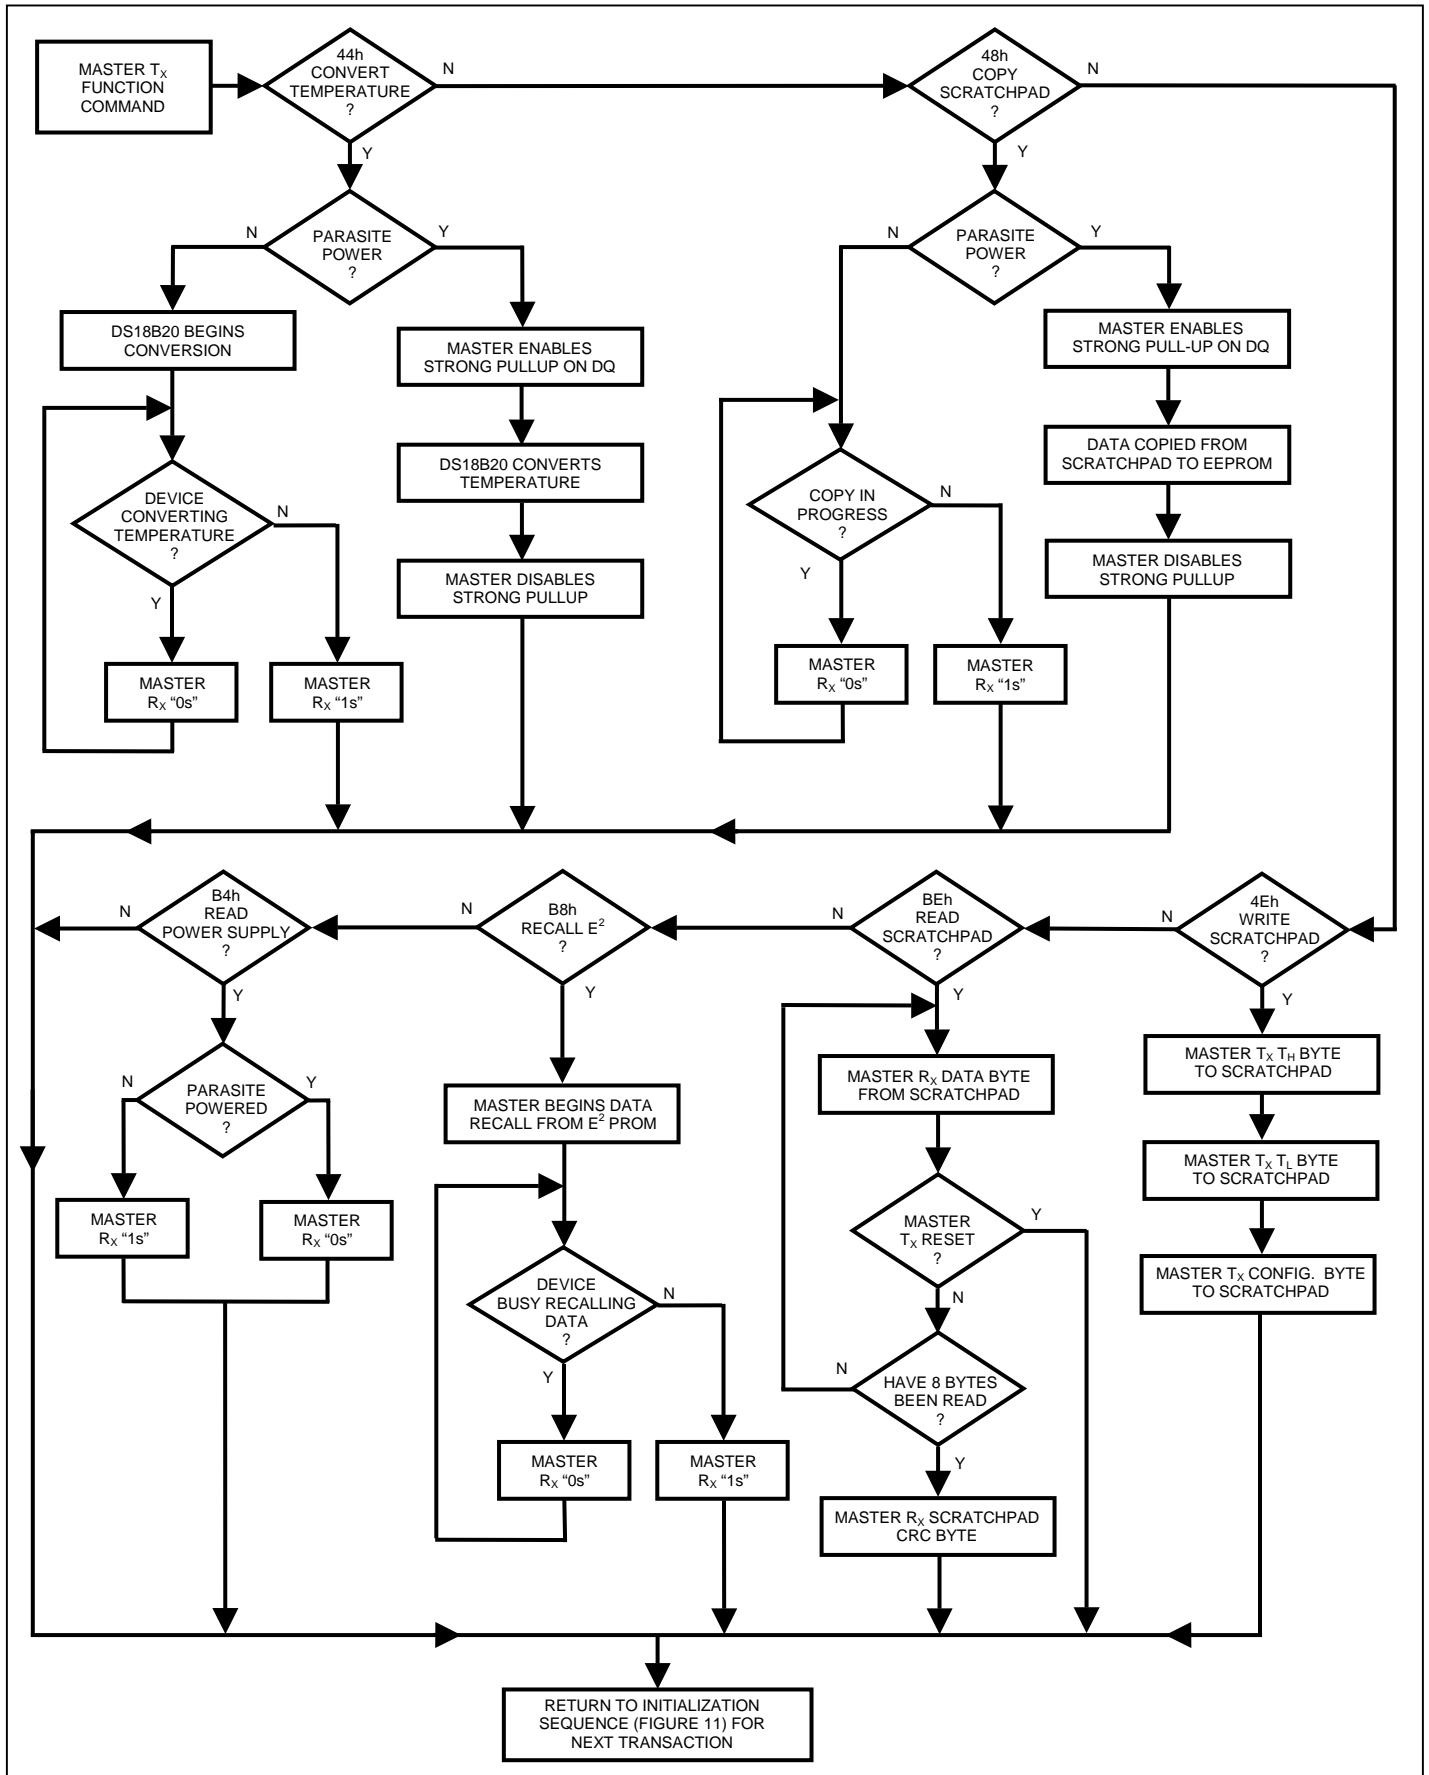 MASTER TX
FUNCTION
COMMAND
44h
CONVERT
TEMPERATURE
?
N
Y
48h
COPY
SCRATCHPAD
?
N
Y
PARASITE
POWER
?
N
Y
DS18B20 BEGINS
CONVERSION
MASTER ENABLES
STRONG PULLUP ON DQ
DS18B20 CONVERTS
TEMPERATURE
MASTER DISABLES
STRONG PULLUP
DEVICE
CONVERTING
TEMPERATURE
?
N
Y
MASTER
RX “0s”
MASTER
RX “1s”
PARASITE
POWER
?
N
Y
MASTER ENABLES
STRONG PULL-UP ON DQ
DATA COPIED FROM
SCRATCHPAD TO EEPROM
MASTER DISABLES
STRONG PULLUP
COPY IN
PROGRESS
?
N
Y
MASTER
RX “0s”
MASTER
RX “1s”
B4h
READ
POWER SUPPLY
?
N
Y
PARASITE
POWERED
?
N
Y
MASTER
RX “1s”
MASTER
RX “0s”
B8h
RECALL E2
?
N
Y
MASTER BEGINS DATA
RECALL FROM E2 PROM
DEVICE
BUSY RECALLING
DATA
?
N
Y
MASTER
RX “0s”
MASTER
RX “1s”
BEh
READ
SCRATCHPAD
?
N
Y
MASTER RX DATA BYTE
FROM SCRATCHPAD
MASTER
TX RESET
?
Y
N
HAVE 8 BYTES
BEEN READ
?
N
Y
MASTER RX SCRATCHPAD
CRC BYTE
4Eh
WRITE
SCRATCHPAD
?
N
Y
MASTER TX TH BYTE
TO SCRATCHPAD
MASTER TX TL BYTE
TO SCRATCHPAD
MASTER TX CONFIG. BYTE
TO SCRATCHPAD
RETURN TO INITIALIZATION
SEQUENCE (FIGURE 11) FOR
NEXT TRANSACTION